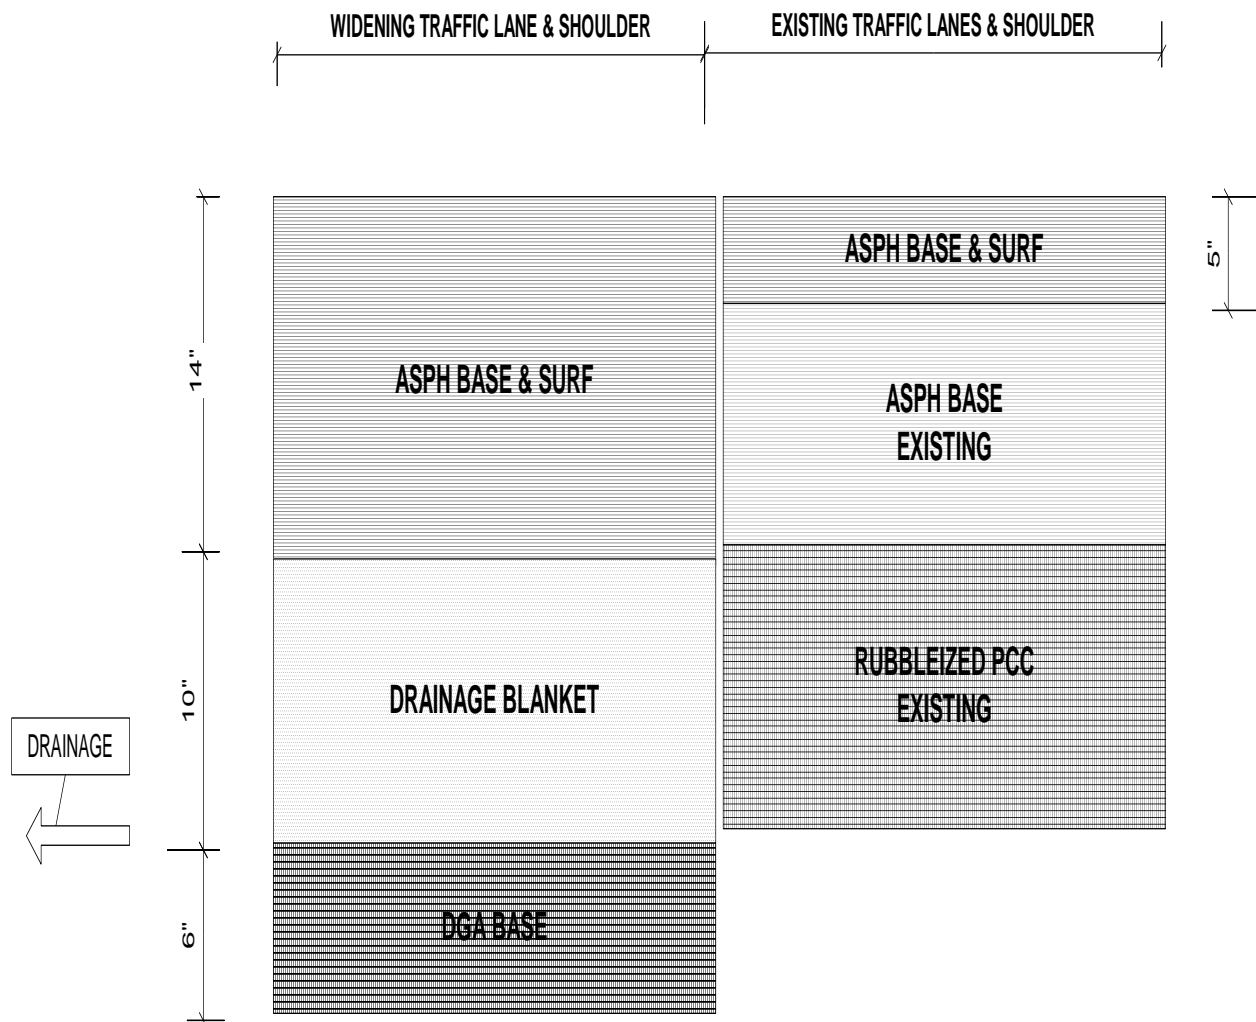 WIDENING TRAFFIC LANE & SHOULDER
EXISTING TRAFFIC LANES & SHOULDER
ASPH BASE & SURF
5"
14"
ASPH BASE & SURF
ASPH BASE
EXISTING
RUBBLEIZED PCC
EXISTING
10"
DRAINAGE BLANKET
DRAINAGE
6"
DGA BASE